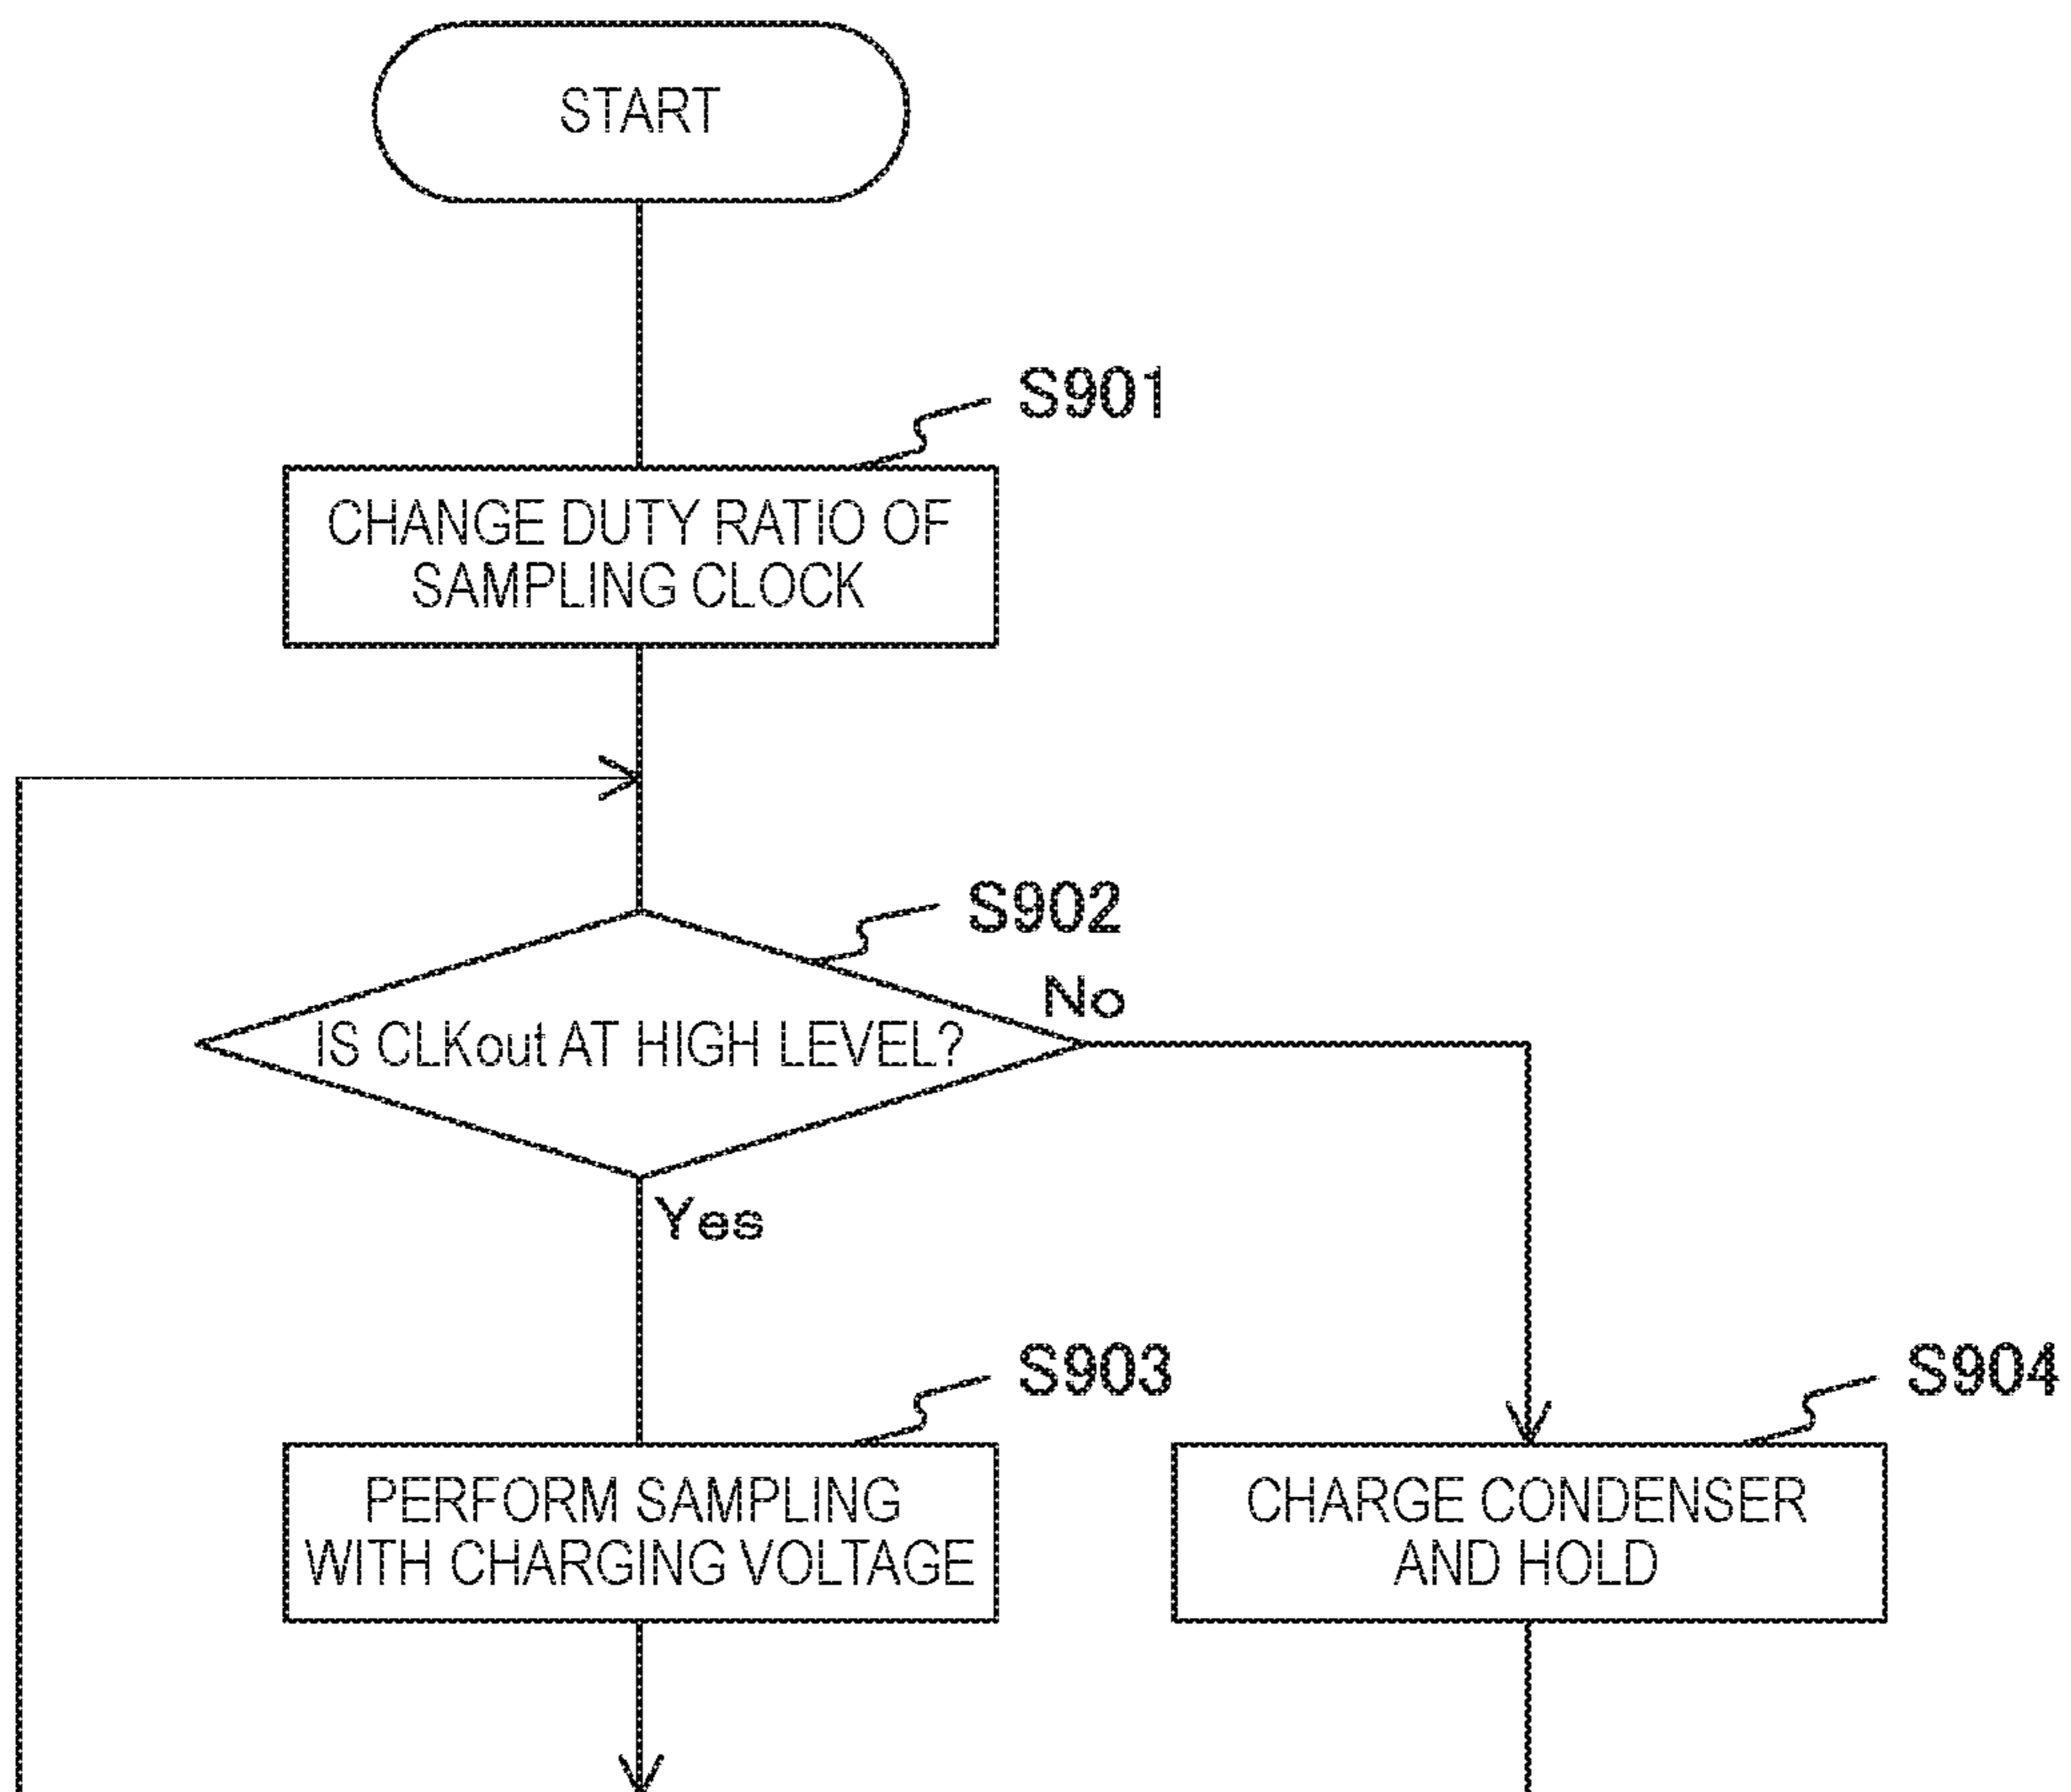 START
S901
CHANGE DUTY RATIO OF
SAMPLING CLOCK
S902
No
IS CLKout AT HIGH LEVEL?
Yes
S903
S904
PERFORM SAMPLING
WITH CHARGING VOLTAGE
CHARGE CONDENSER
AND HOLD